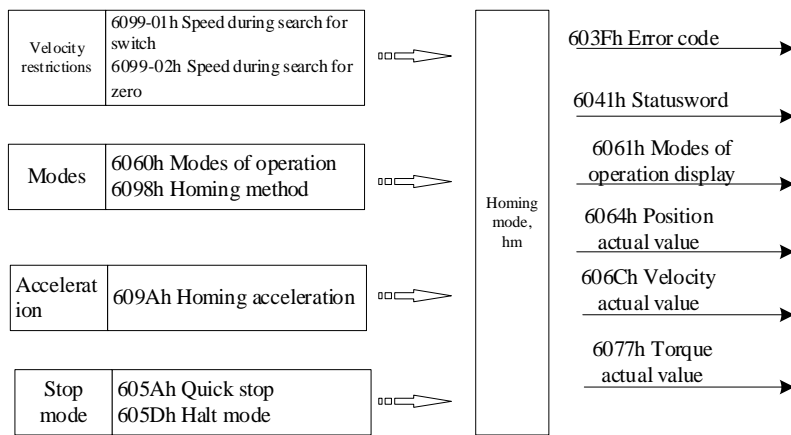 Velocity
restrictions
6099-01h Speed during search for
switch
6099-02h Speed during search for
zero
Modes
6060h Modes of operation
6098h Homing method
Accelerat
ion
609Ah Homing acceleration
Stop
mode
605Ah Quick stop
605Dh Halt mode
Homing
mode,
hm
603Fh Error code
6041h Statusword
6061h Modes of
operation display
6064h Position
actual value
606Ch Velocity
actual value
6077h Torque
actual value